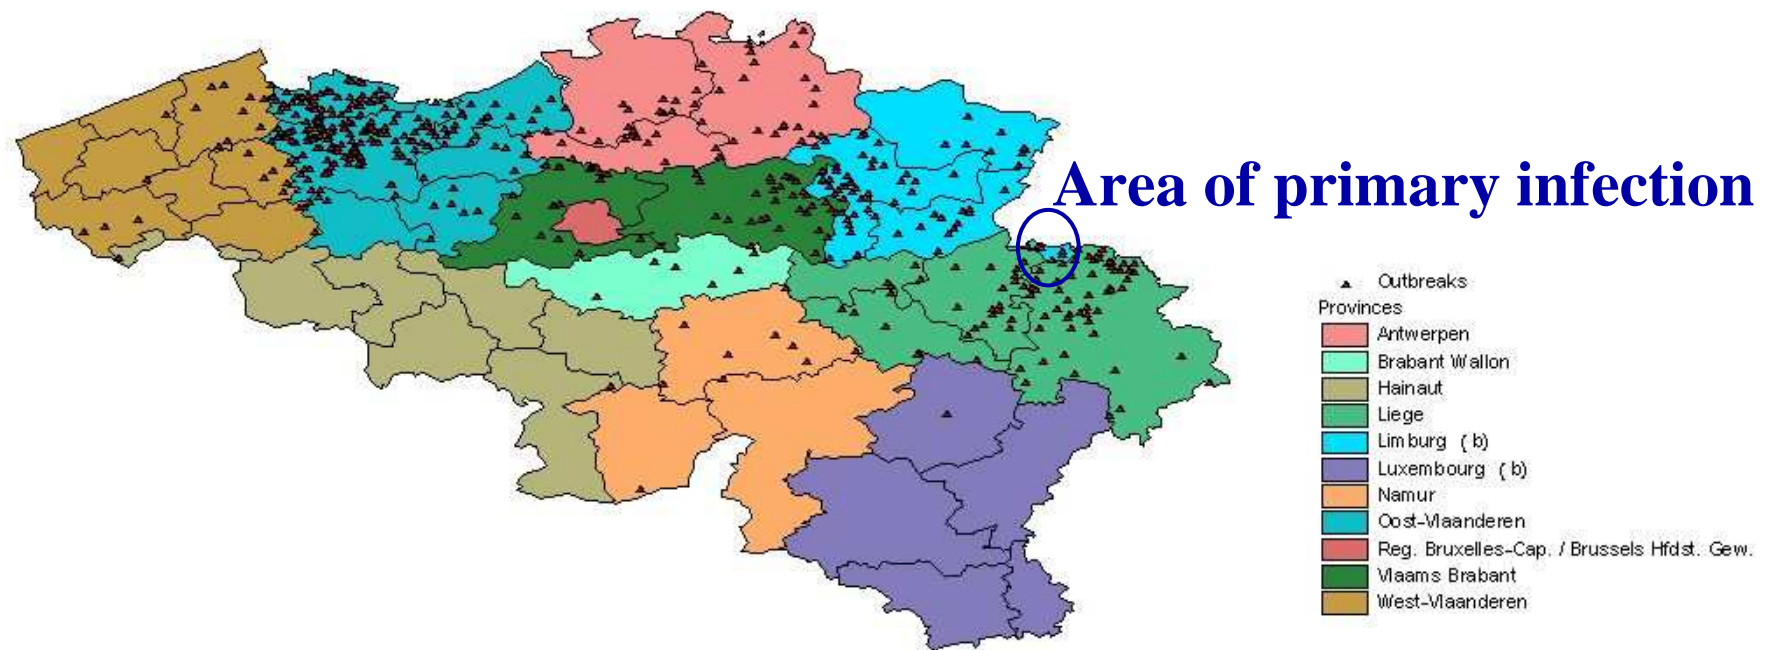 Area of primary infection
Outbreaks
Provinces
Antwerpen
Brabant Wallon
Hainaut
Liege
Limburg (b)
Luxembourg (b)
Namur
Oost-Vlaanderen
Reg. Bruxelles-Cap. / Brussels Hfdst. Gew.
Vlaams Brabant
West-Vlaanderen